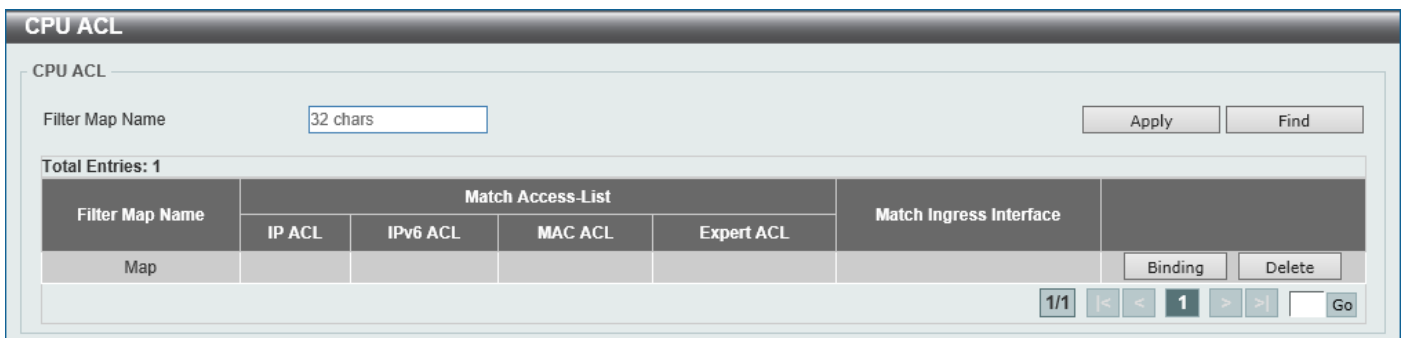 CPU ACL
CPU ACL
Filter Map Name 32 chars Apply Find
Total Entries: 1
Filter Map Name Match Access-List Match Ingress Interface
IP ACL IPv6 ACL MAC ACL Expert ACL
Map Binding Delete
1/1 |< < 1 > >| Go